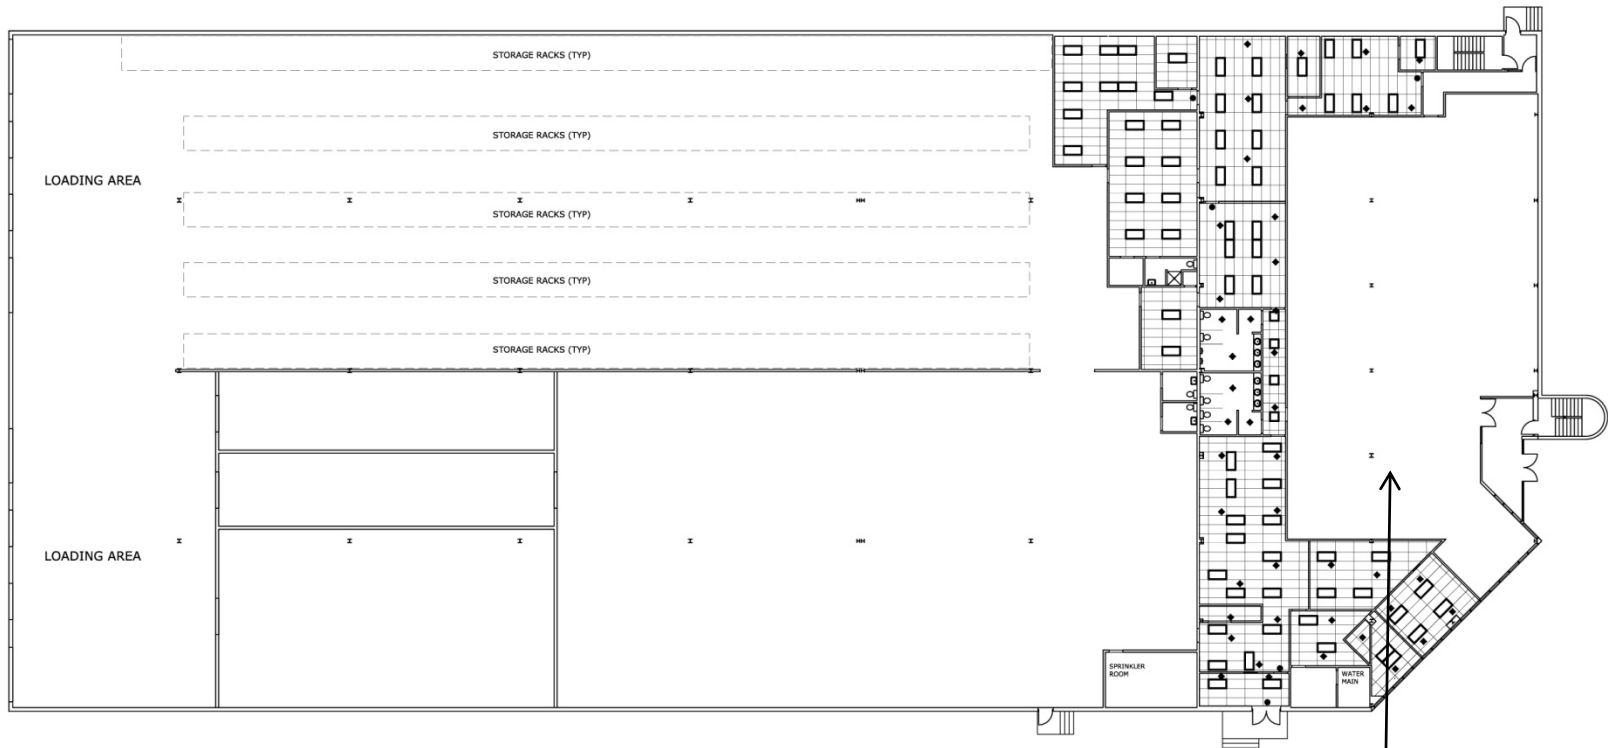 STORAGE RACKS (TYP)
STORAGE RACKS (TYP)
LOADING AREA
STORAGE RACKS (TYP)
STORAGE RACKS (TYP)
STORAGE RACKS (TYP)
LOADING AREA
SPRINKLER
ROOM
WATER
MAIN